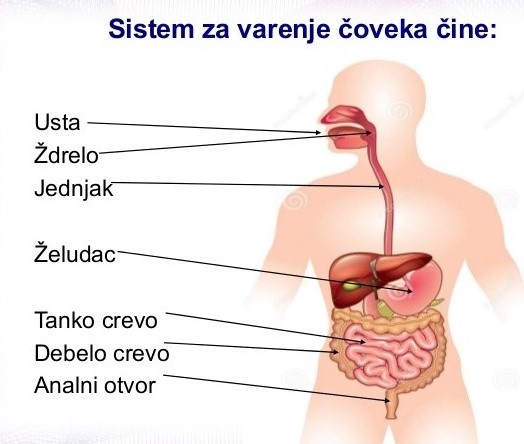 Sistem za varenje čoveka čine:
Usta
Ždrelo
Jednjak
Želudac
Tanko crevo
Debelo crevo
Analni otvor